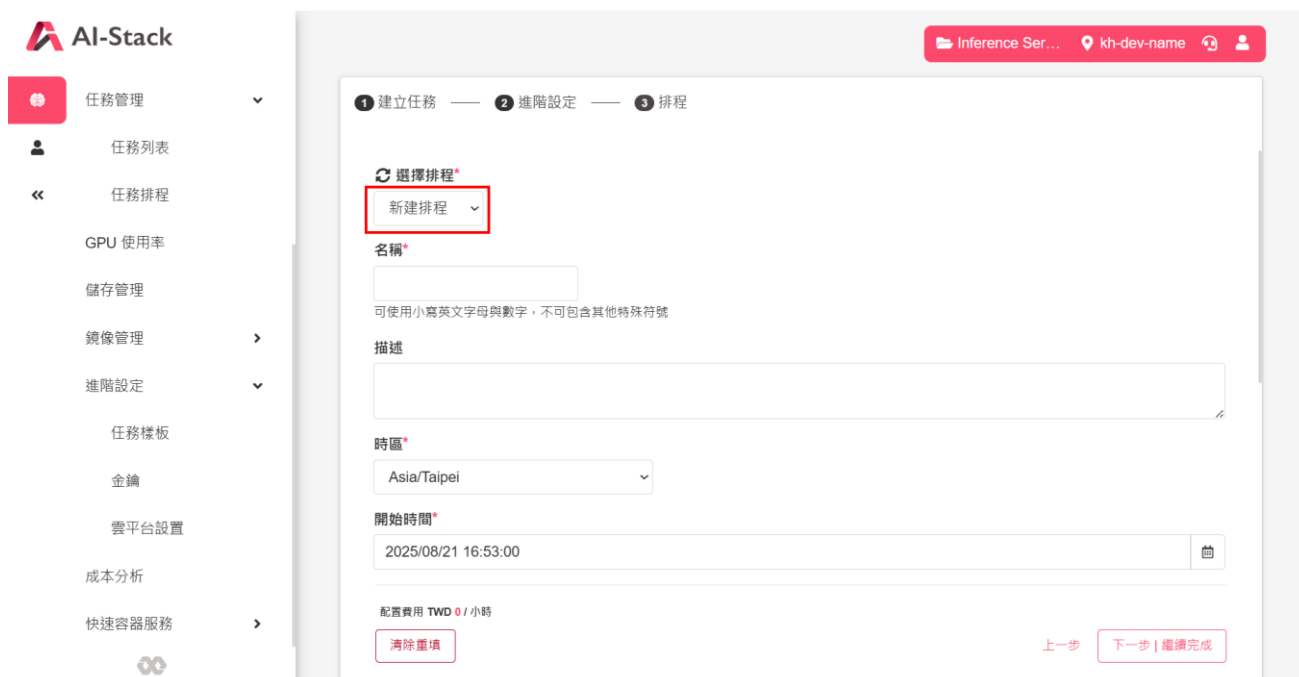 AI-Stack
Inference Ser...
kh-dev-name
任務管理
任務列表
任務排程
GPU 使用率
儲存管理
鏡像管理
進階設定
任務樣板
金鑰
雲平台設置
成本分析
快速容器服務
1 建立任務
2 進階設定
3 排程
選擇排程*
新建排程
名稱*
可使用小寫英文字母與數字，不可包含其他特殊符號
描述
時區*
Asia/Taipei
開始時間*
2025/08/21 16:53:00
配置費用 TWD 0 / 小時
清除重填
上一步
下一步 | 繼續完成